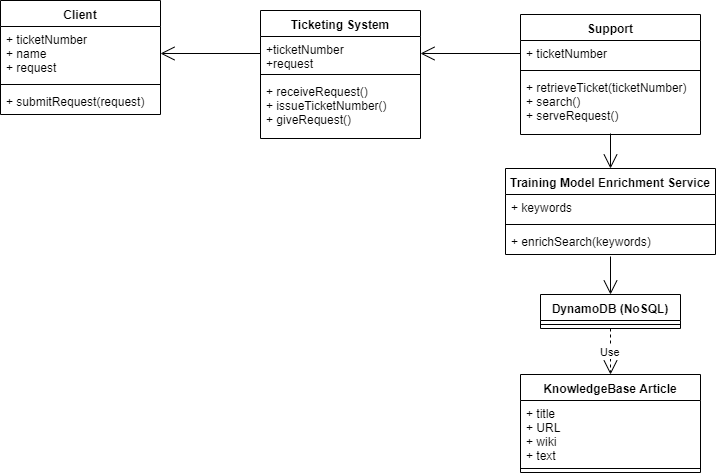 Client
+ ticketNumber
+ name
+ request
+ submitRequest(request)
Ticketing System
+ticketNumber
+request
+ receiveRequest()
+ issueTicketNumber()
+ giveRequest()
Support
+ ticketNumber
+ retrieveTicket(ticketNumber)
+ search()
+ serveRequest()
Training Model Enrichment Service
+ keywords
+ enrichSearch(keywords)
DynamoDB (NoSQL)
Use
KnowledgeBase Article
+ title
+ URL
+ wiki
+ text